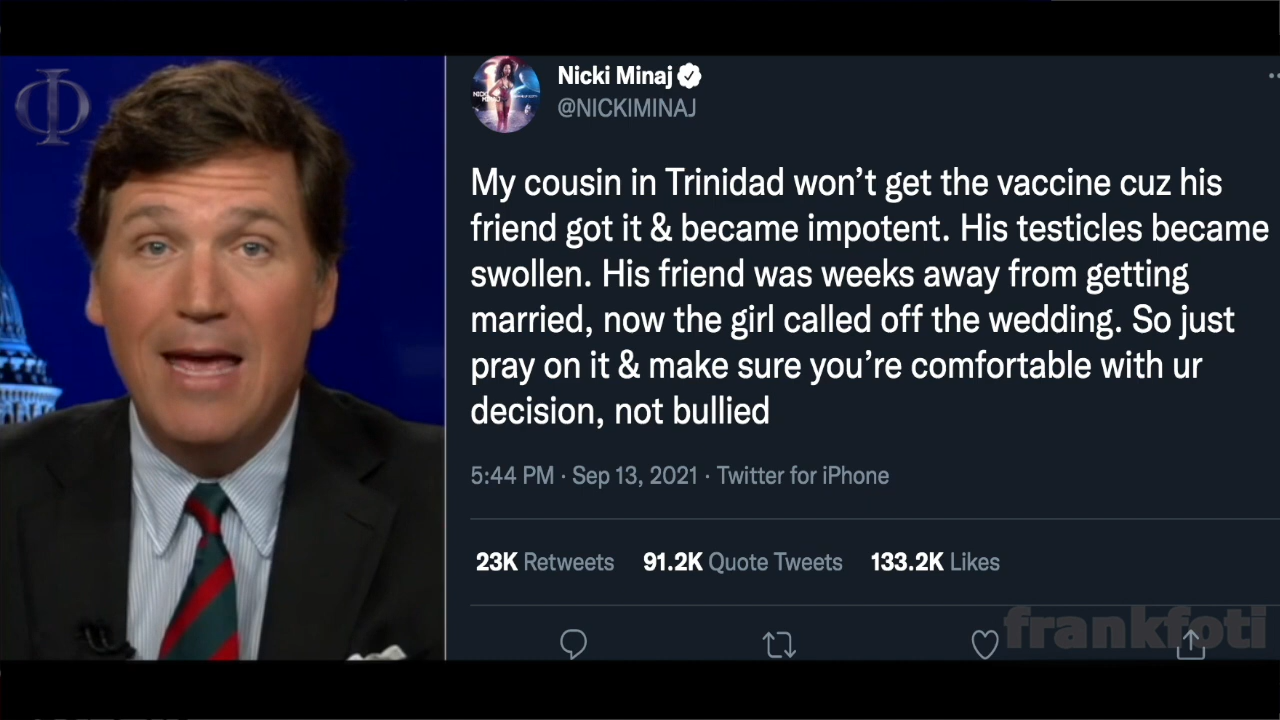 Nicki Minaj
@NICKIMINAJ
My cousin in Trinidad won’t get the vaccine cuz his
friend got it & became impotent. His testicles became
swollen. His friend was weeks away from getting
married, now the girl called off the wedding. So just
pray on it & make sure you’re comfortable with ur
decision, not bullied
5:44 PM · Sep 13, 2021 · Twitter for iPhone
23K Retweets 91.2K Quote Tweets 133.2K Likes
frankfoti